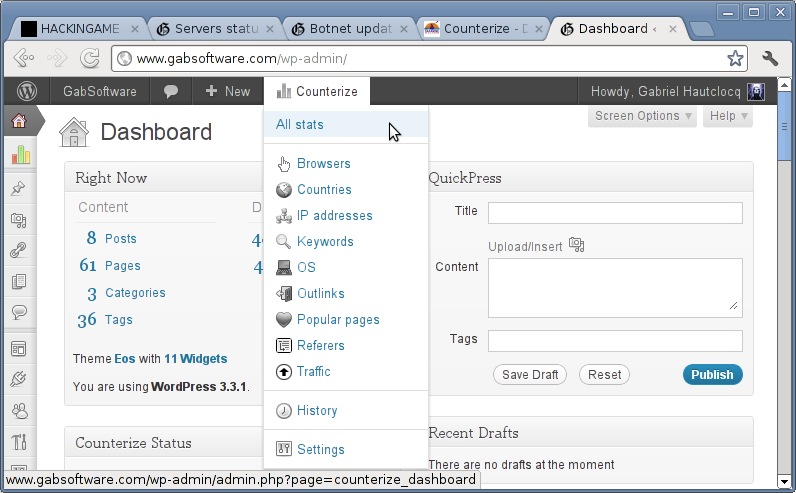 HACKINGAME
Servers statu
Botnet updat
Counterize - D
Dashboard ‹
www.gabsoftware.com/wp-admin/
GabSoftware
+ New
Counterize
Howdy, Gabriel Hautclocq
All stats
Screen Options
Help
Dashboard
Right Now
QuickPress
Browsers
Content
D
Countries
Title
IP addresses
8 Posts
4
Keywords
Upload/Insert
61 Pages
4
OS
Content
3 Categories
Outlinks
36 Tags
Popular pages
Tags
Referers
Theme Eos with 11 Widgets
Traffic
Save Draft
Reset
Publish
You are using WordPress 3.3.1.
History
Recent Drafts
Counterize Status
Settings
There are no drafts at the moment
www.gabsoftware.com/wp-admin/admin.php?page=counterize_dashboard